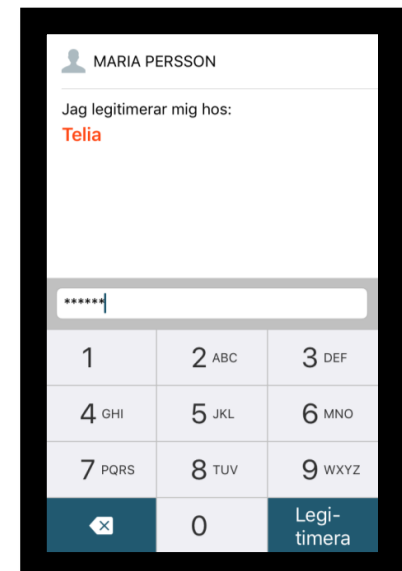 MARIA PERSSON
Jag legitimerar mig hos:
Telia
******
1 2 ABC 3 DEF
4 GHI 5 JKL 6 MNO
7 PQRS 8 TUV 9 WXYZ
0 Legi-
timera